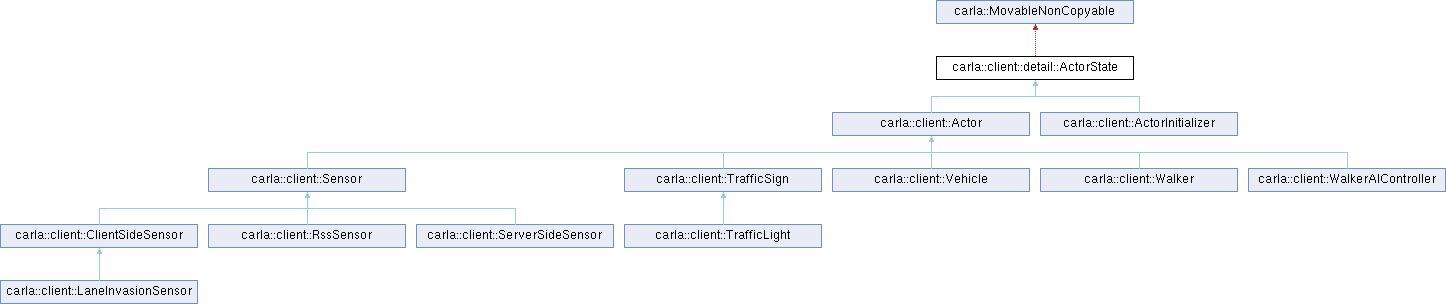 carla::MovableNonCopyable
carla::client::detail::ActorState
carla::client::Actor
carla::client::ActorInitializer
carla::client::Sensor
carla::client::TrafficSign
carla::client::Vehicle
carla::client::Walker
carla::client::WalkerAIController
carla::client::ClientSideSensor
carla::client::RssSensor
carla::client::ServerSideSensor
carla::client::TrafficLight
carla::client::LaneInvasionSensor